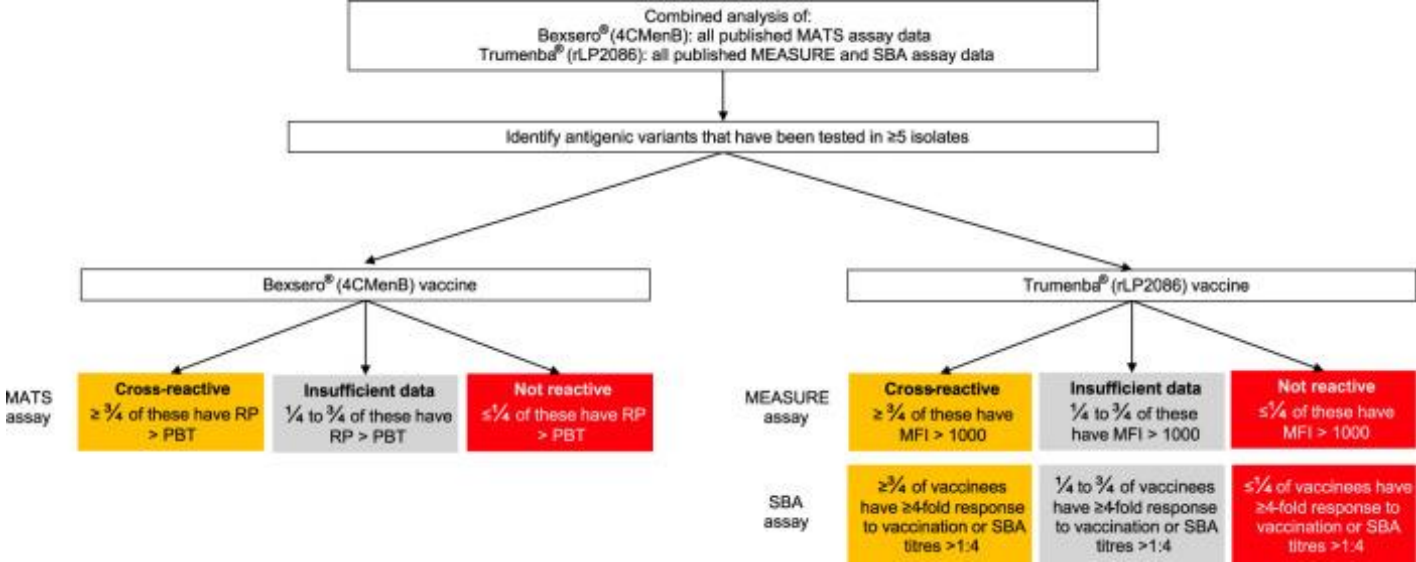 Combined analysis of:
Bexsero® (4CMenB): all published MATS assay data
Trumenba® (rLP2086): all published MEASURE and SBA assay data
Identify antigenic variants that have been tested in ≥5 isolates
Bexsero® (4CMenB) vaccine
Trumenba® (rLP2086) vaccine
MATS
assay
Cross-reactive
≥ ¾ of these have RP
> PBT
Insufficient data
¼ to ¾ of these have
RP > PBT
Not reactive
≤¼ of these have RP
> PBT
MEASURE
assay
Cross-reactive
≥ ¾ of these have
MFI > 1000
Insufficient data
¼ to ¾ of these
have MFI > 1000
Not reactive
≤¼ of these have
MFI > 1000
SBA
assay
≥¾ of vaccinees
have ≥4-fold response
to vaccination or SBA
titres >1:4
¼ to ¾ of vaccinees
have ≥4-fold response
to vaccination or SBA
titres >1:4
≤¼ of vaccinees have
≥4-fold response to
vaccination or SBA
titres >1:4